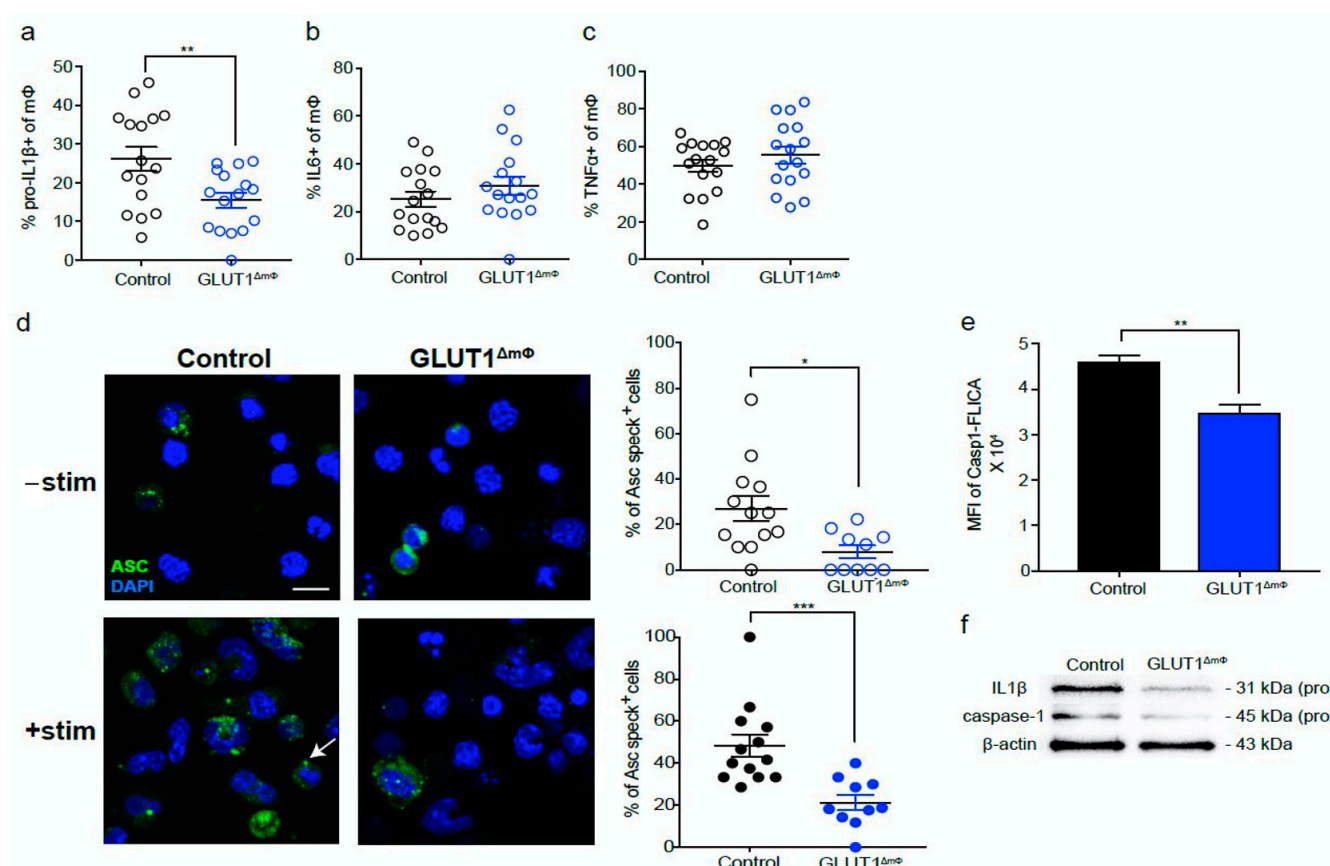 a
b
c
**
% pro-IL1β+ of mΦ
50
40
30
20
10
0
Control
GLUT1ΔmΦ
% IL6+ of mΦ
80
60
40
20
0
Control
GLUT1ΔmΦ
% TNFα+ of mΦ
100
80
60
40
20
0
Control
GLUT1ΔmΦ
d
Control
GLUT1ΔmΦ
–stim
ASC
DAPI
+stim
% of Asc speck+ cells
100
80
60
40
20
0
*
Control
GLUT1ΔmΦ
% of Asc speck+ cells
100
80
60
40
20
0
***
Control
GLUT1ΔmΦ
e
**
MFI of Casp1-FLICA
X 10⁴
5
4
3
2
1
0
Control
GLUT1ΔmΦ
f
Control GLUT1ΔmΦ
IL1β - 31 kDa (pro
caspase-1 - 45 kDa (pro
β-actin - 43 kDa